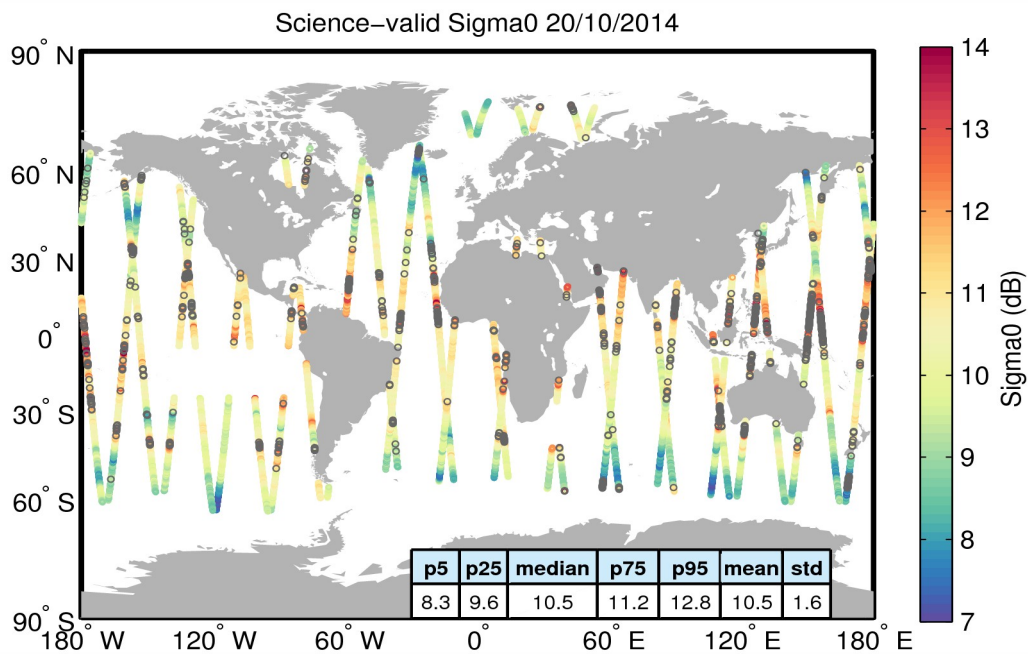 Science−valid Sigma0 20/10/2014
90° N
60° N
30° N
0°
30° S
60° S
90° S
180° W
120° W
60° W
0°
60° E
120° E
180° E
p5 p25 median p75 p95 mean std
8.3 9.6 10.5 11.2 12.8 10.5 1.6
14
13
12
11
10
9
8
7
Sigma0 (dB)